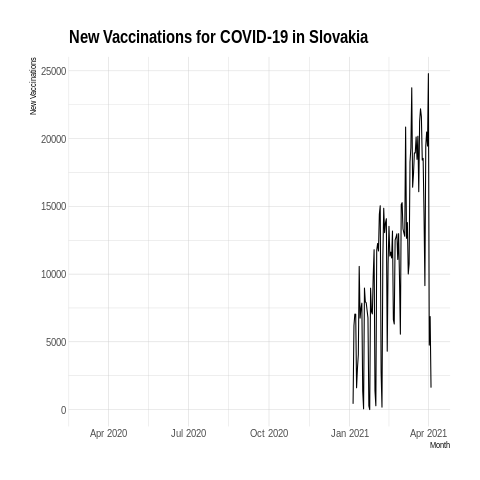 New Vaccinations for COVID-19 in Slovakia
New Vaccinations
25000
20000
15000
10000
5000
0
Apr 2020 Jul 2020 Oct 2020 Jan 2021 Apr 2021
Month